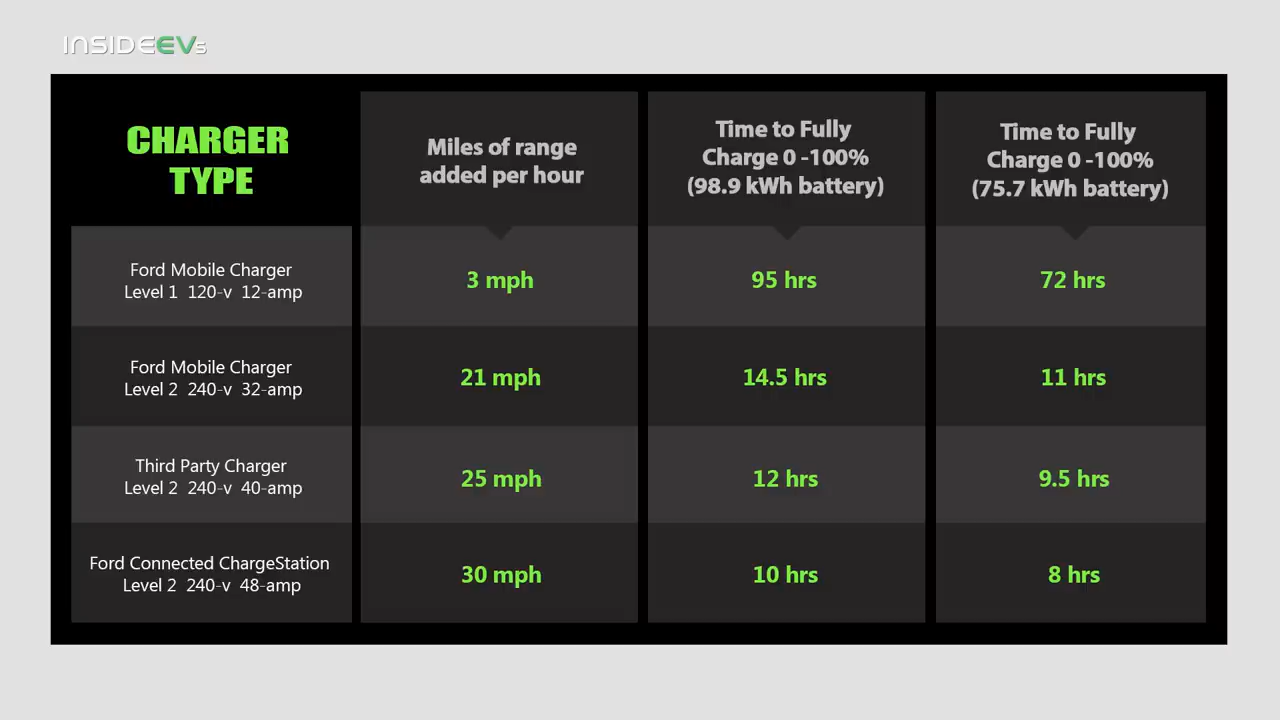 INSIDEEVs
CHARGER
TYPE
Miles of range
added per hour
Time to Fully
Charge 0 -100%
(98.9 kWh battery)
Time to Fully
Charge 0 -100%
(75.7 kWh battery)
Ford Mobile Charger
Level 1 120-v 12-amp
3 mph
95 hrs
72 hrs
Ford Mobile Charger
Level 2 240-v 32-amp
21 mph
14.5 hrs
11 hrs
Third Party Charger
Level 2 240-v 40-amp
25 mph
12 hrs
9.5 hrs
Ford Connected ChargeStation
Level 2 240-v 48-amp
30 mph
10 hrs
8 hrs